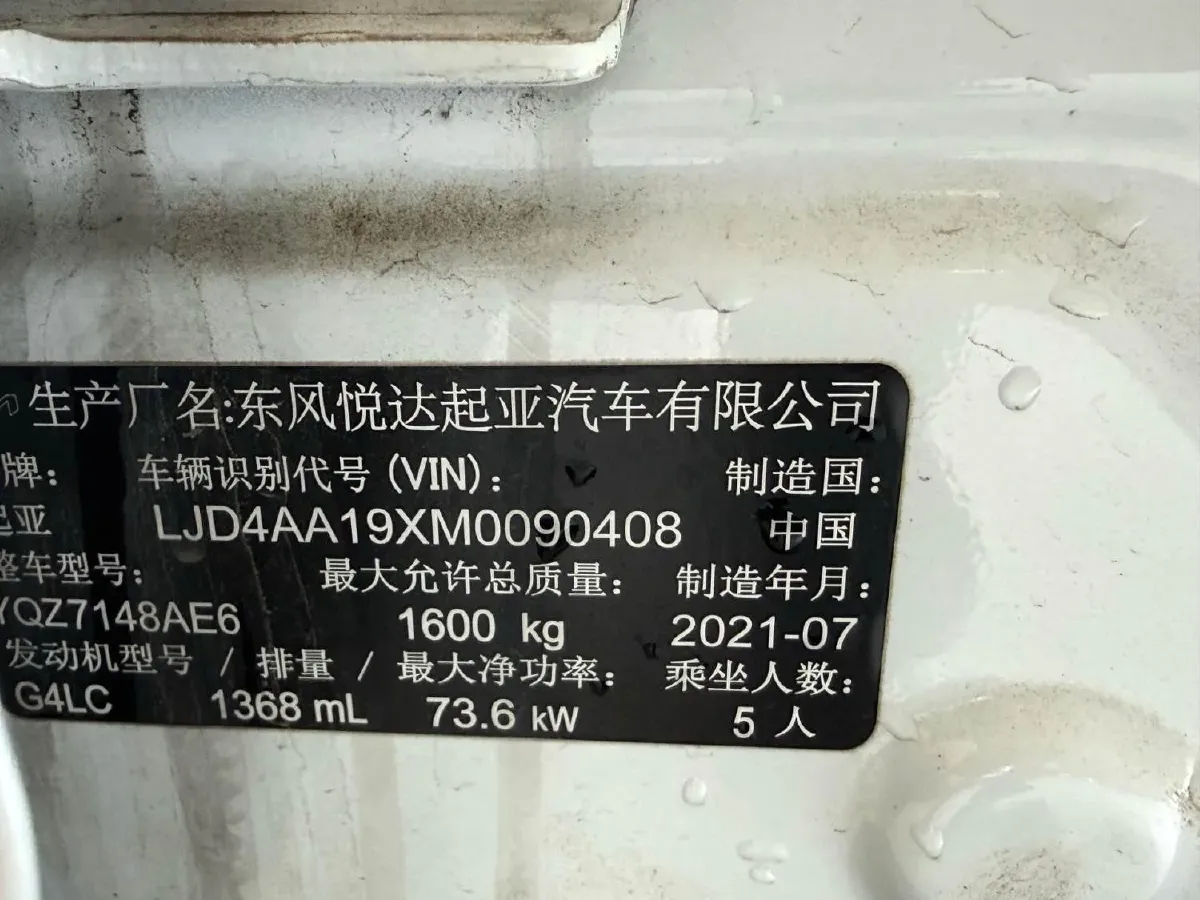 生产厂名:东风悦达起亚汽车有限公司
牌: 车辆识别代号(VIN): 制造国:
亚 LJD4AA19XM0090408 中国
整车型号: 最大允许总质量: 制造年月:
YQZ7148AE6 1600 kg 2021-07
发动机型号 / 排量 / 最大净功率: 乘坐人数:
G4LC 1368 mL 73.6 kW 5 人